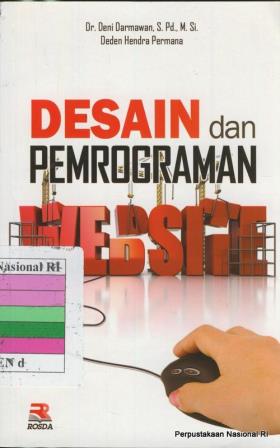 Dr. Deni Darmawan, S. Pd., M. Si.
Deden Hendra Permana
DESAIN dan
PEMROGRAMAN
WEBSITE
Nasional RI
EN d
R
ROSDA
Perpustakaan Nasional RI